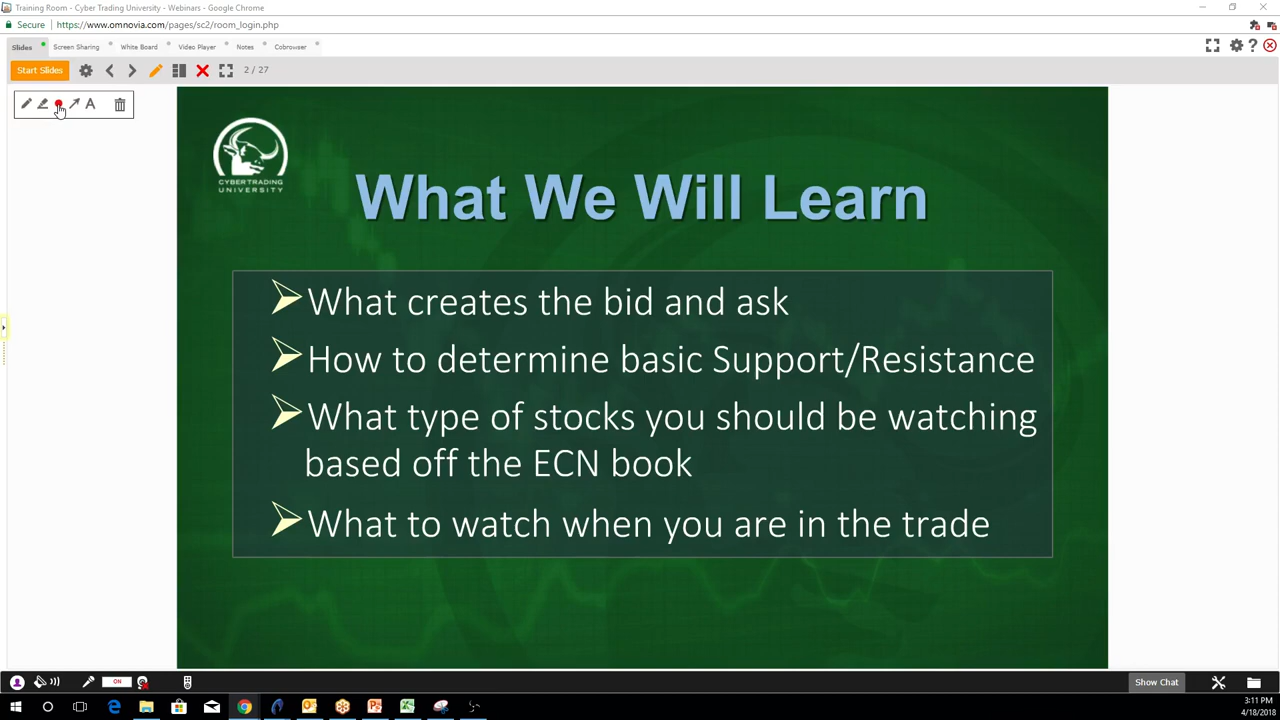 Training Room - Cyber Trading University - Webinars - Google Chrome
Secure https://www.omnovia.com/pages/sc2/room_login.php
Slides Screen Sharing White Board Video Player Notes Cobrowser
Start Slides 2 / 27
A
CYBERTRADING
UNIVERSITY
What We Will Learn
What creates the bid and ask
How to determine basic Support/Resistance
What type of stocks you should be watching
based off the ECN book
What to watch when you are in the trade
ON Show Chat
3:11 PM
4/18/2018